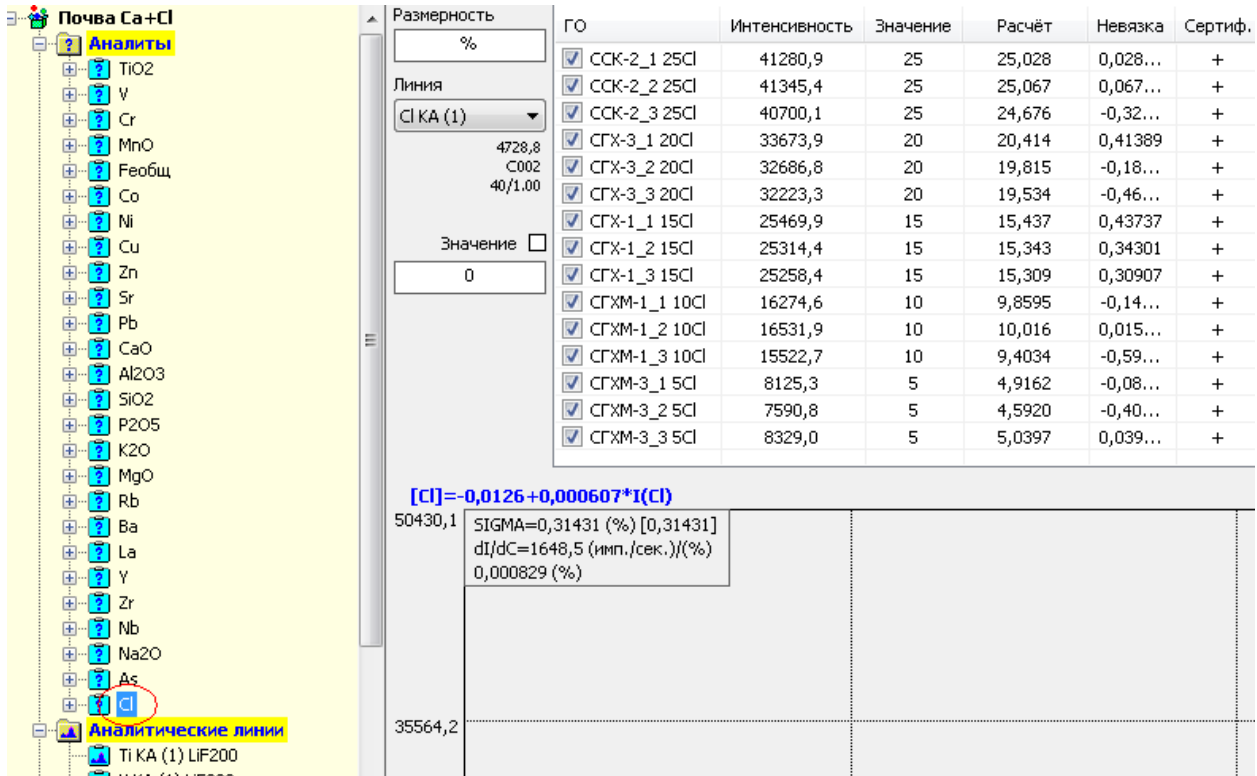 Почва Ca+Cl
Аналиты
TiO2
V
Cr
MnO
Feобщ
Co
Ni
Cu
Zn
Sr
Pb
CaO
Al2O3
SiO2
P2O5
K2O
MgO
Rb
Ba
La
Y
Zr
Nb
Na2O
As
Cl
Аналитические линии
Ti KA (1) LiF200
Размерность
%
Линия
Cl KA (1)
4728,8
C002
40/1.00
Значение
0
ГО Интенсивность Значение Расчёт Невязка Сертиф.
ССК-2_1 25Cl 41280,9 25 25,028 0,028... +
ССК-2_2 25Cl 41345,4 25 25,067 0,067... +
ССК-2_3 25Cl 40700,1 25 24,676 -0,32... +
СГХ-3_1 20Cl 33673,9 20 20,414 0,41389 +
СГХ-3_2 20Cl 32686,8 20 19,815 -0,18... +
СГХ-3_3 20Cl 32223,3 20 19,534 -0,46... +
СГХ-1_1 15Cl 25469,9 15 15,437 0,43737 +
СГХ-1_2 15Cl 25314,4 15 15,343 0,34301 +
СГХ-1_3 15Cl 25258,4 15 15,309 0,30907 +
СГХМ-1_1 10Cl 16274,6 10 9,8595 -0,14... +
СГХМ-1_2 10Cl 16531,9 10 10,016 0,015... +
СГХМ-1_3 10Cl 15522,7 10 9,4034 -0,59... +
СГХМ-3_1 5Cl 8125,3 5 4,9162 -0,08... +
СГХМ-3_2 5Cl 7590,8 5 4,5920 -0,40... +
СГХМ-3_3 5Cl 8329,0 5 5,0397 0,039... +
[Cl]=-0,0126+0,000607*I(Cl)
50430,1
SIGMA=0,31431 (%) [0,31431]
dI/dC=1648,5 (имп./сек.)/(%)
0,000829 (%)
35564,2